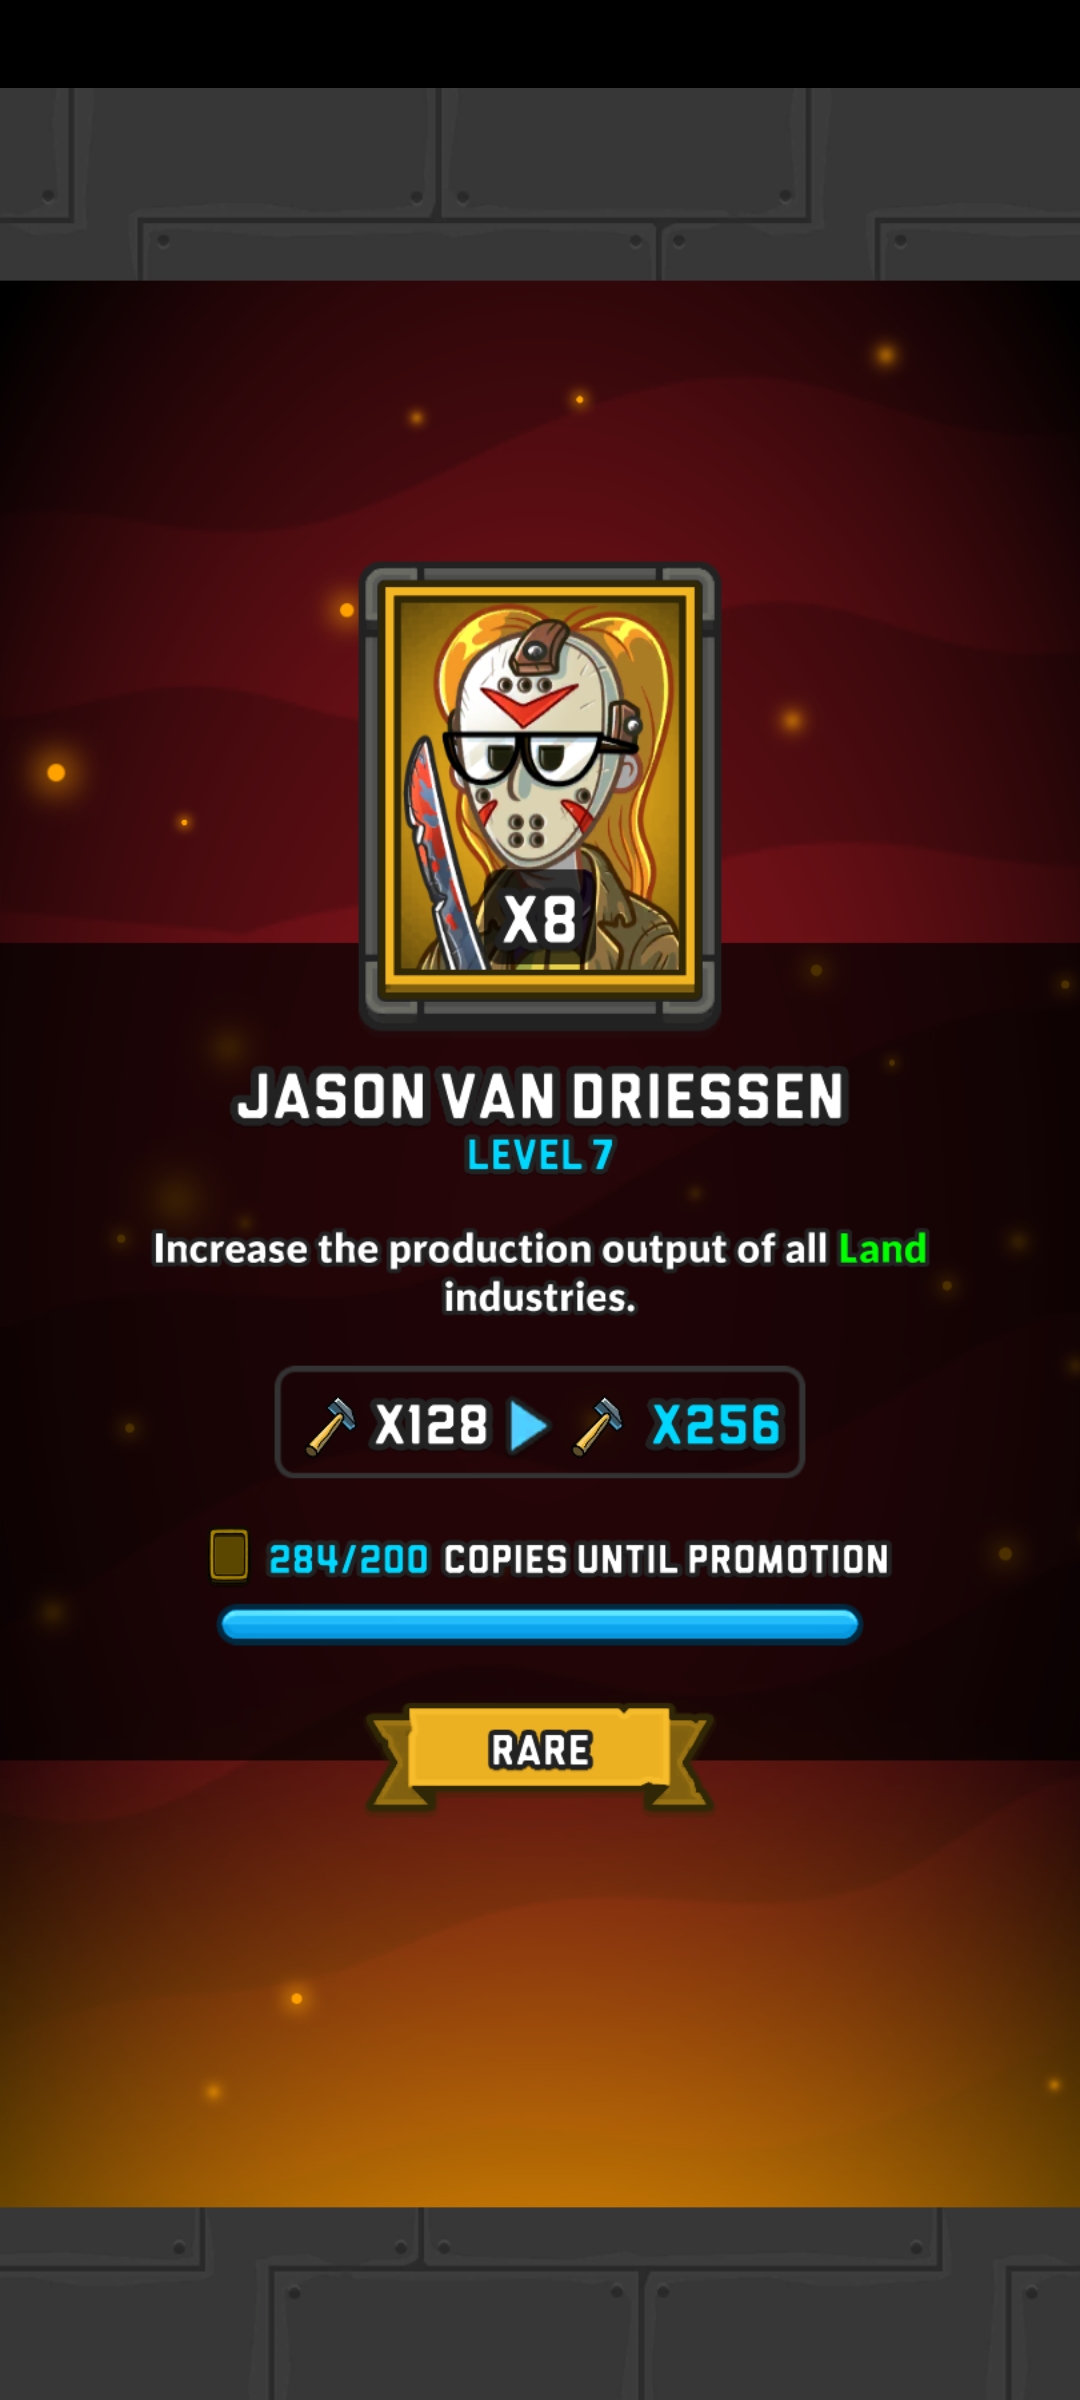 X8
JASON VAN DRIESSEN
LEVEL 7
Increase the production output of all Land
industries.
X128 X256
284/200 COPIES UNTIL PROMOTION
RARE